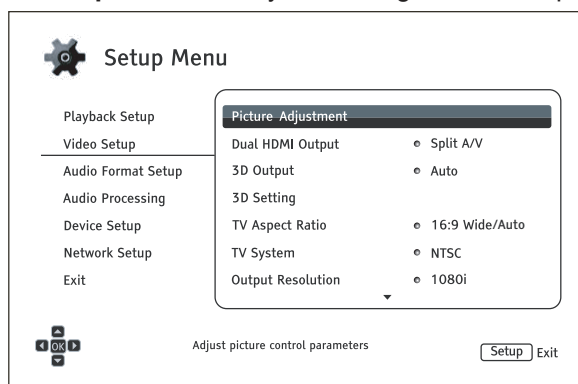 Setup Menu
Playback Setup
Video Setup
Audio Format Setup
Audio Processing
Device Setup
Network Setup
Exit
Picture Adjustment
Dual HDMI Output Split A/V
3D Output Auto
3D Setting
TV Aspect Ratio 16:9 Wide/Auto
TV System NTSC
Output Resolution 1080i
OK
Adjust picture control parameters
Setup Exit